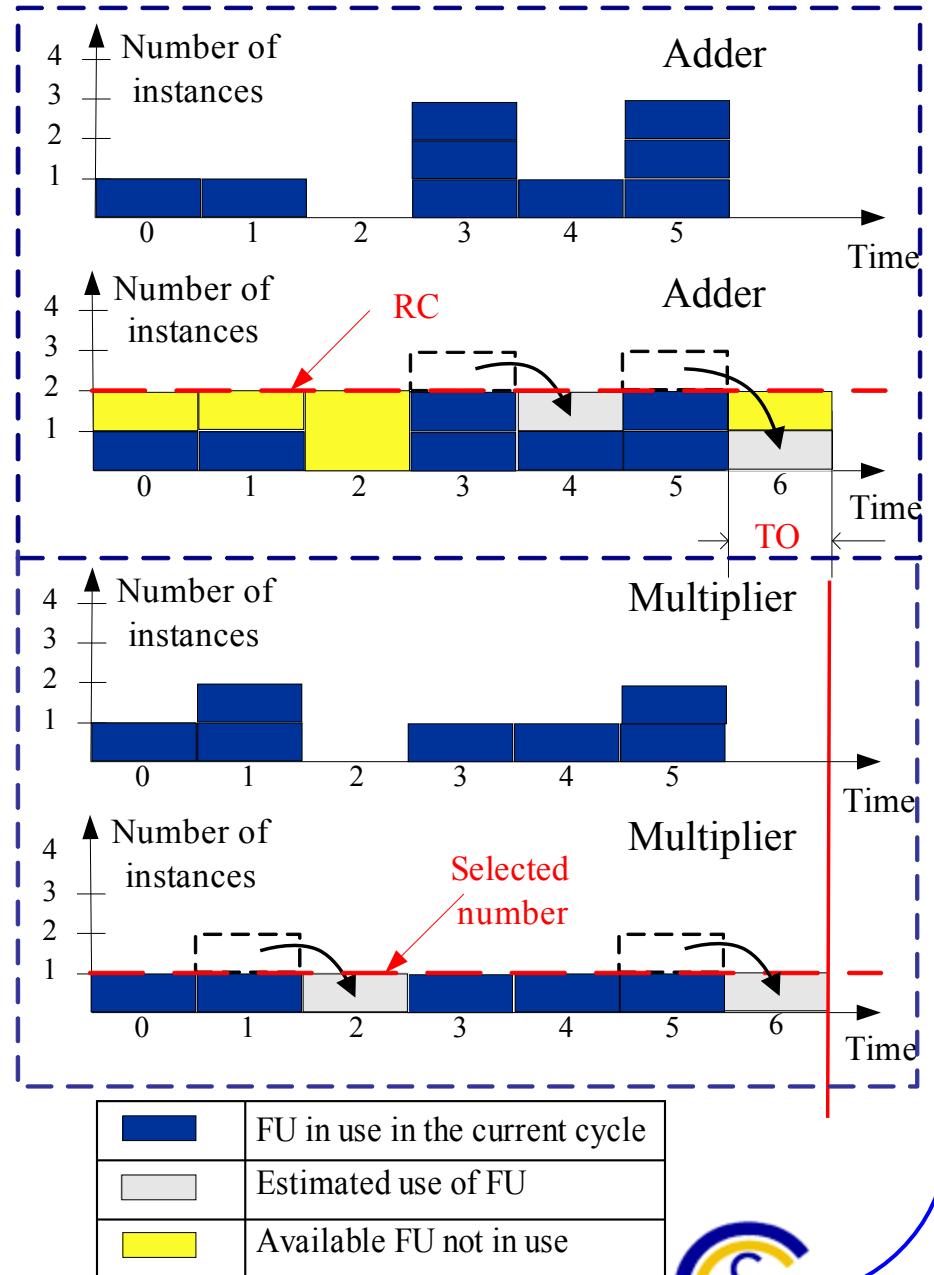 Number of
instances
Adder
4
3
2
1
0 1 2 3 4 5
Time
Number of
instances
Adder
RC
4
3
2
1
0 1 2 3 4 5 6
Time
TO
Number of
instances
Multiplier
4
3
2
1
0 1 2 3 4 5
Time
Number of
instances
Multiplier
Selected
number
4
3
2
1
0 1 2 3 4 5 6
Time
FU in use in the current cycle
Estimated use of FU
Available FU not in use
C